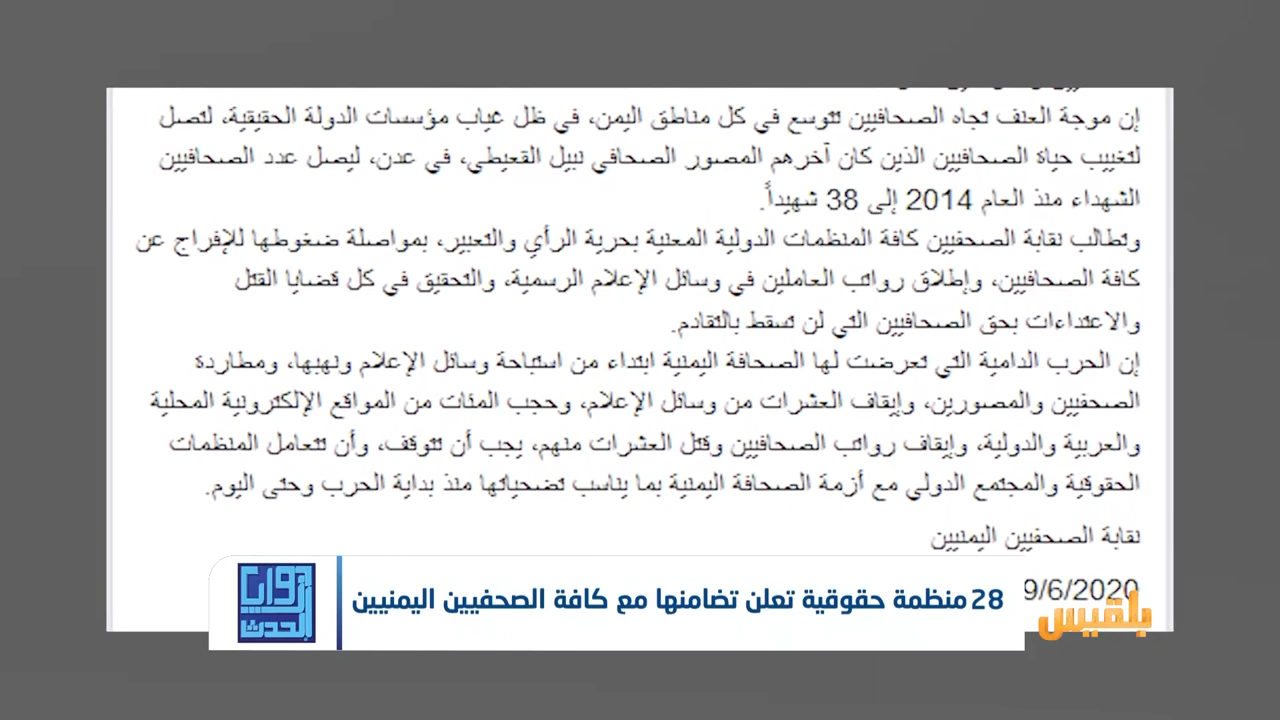 إن موجة العنف تجاه الصحافيين تتوسع في كل مناطق اليمن، في ظل غياب مؤسسات الدولة الحقيقية، لتصل
لتغييب حياة الصحافيين الذين كان آخرهم المصور الصحافي نبيل القعيطي، في عدن، ليصل عدد الصحافيين
الشهداء منذ العام 2014 إلى 38 شهيداً.
وتطالب نقابة الصحفيين كافة المنظمات الدولية المعنية بحرية الرأي والتعبير، بمواصلة ضغوطها للإفراج عن
كافة الصحافيين، وإطلاق رواتب العاملين في وسائل الإعلام الرسمية، والتحقيق في كل قضايا القتل
والاعتداءات بحق الصحافيين التي لن تسقط بالتقادم.
إن الحرب الدامية التي تعرضت لها الصحافة اليمنية ابتداء من استباحة وسائل الإعلام ونهبها، ومطاردة
الصحفيين والمصورين، وإيقاف العشرات من وسائل الإعلام، وحجب المئات من المواقع الإلكترونية المحلية
والعربية والدولية، وإيقاف رواتب الصحافيين وقتل العشرات منهم، يجب أن تتوقف، وأن تتعامل المنظمات
الحقوقية والمجتمع الدولي مع أزمة الصحافة اليمنية بما يناسب تضحياتها منذ بداية الحرب وحتى اليوم.
نقابة الصحفيين اليمنيين
9/6/2020
28 منظمة حقوقية تعلن تضامنها مع كافة الصحفيين اليمنيين
بلقيس